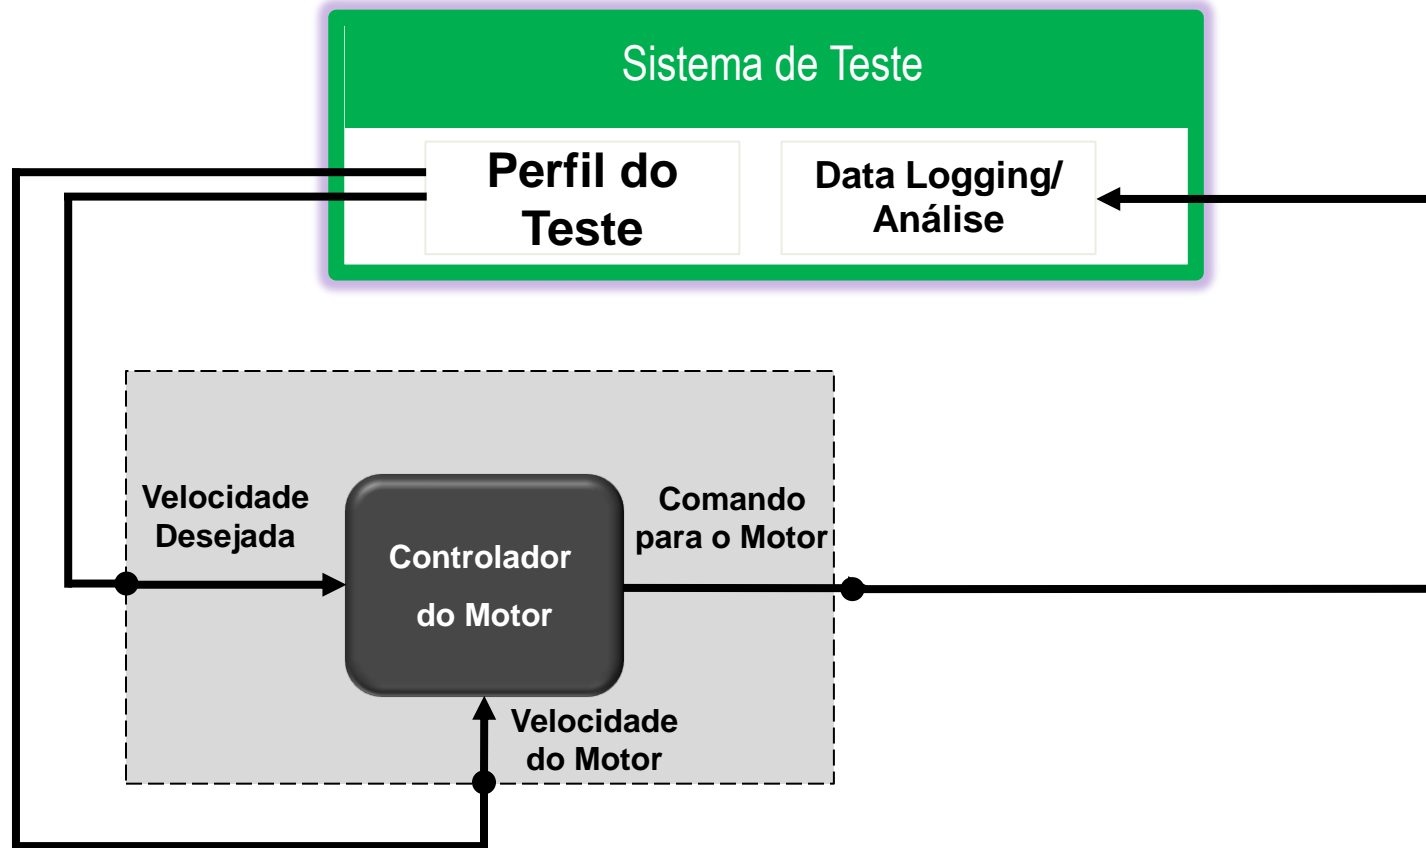 Sistema de Teste
Perfil do
Teste
Data Logging/
Análise
Velocidade
Desejada
Controlador
do Motor
Comando
para o Motor
Velocidade
do Motor